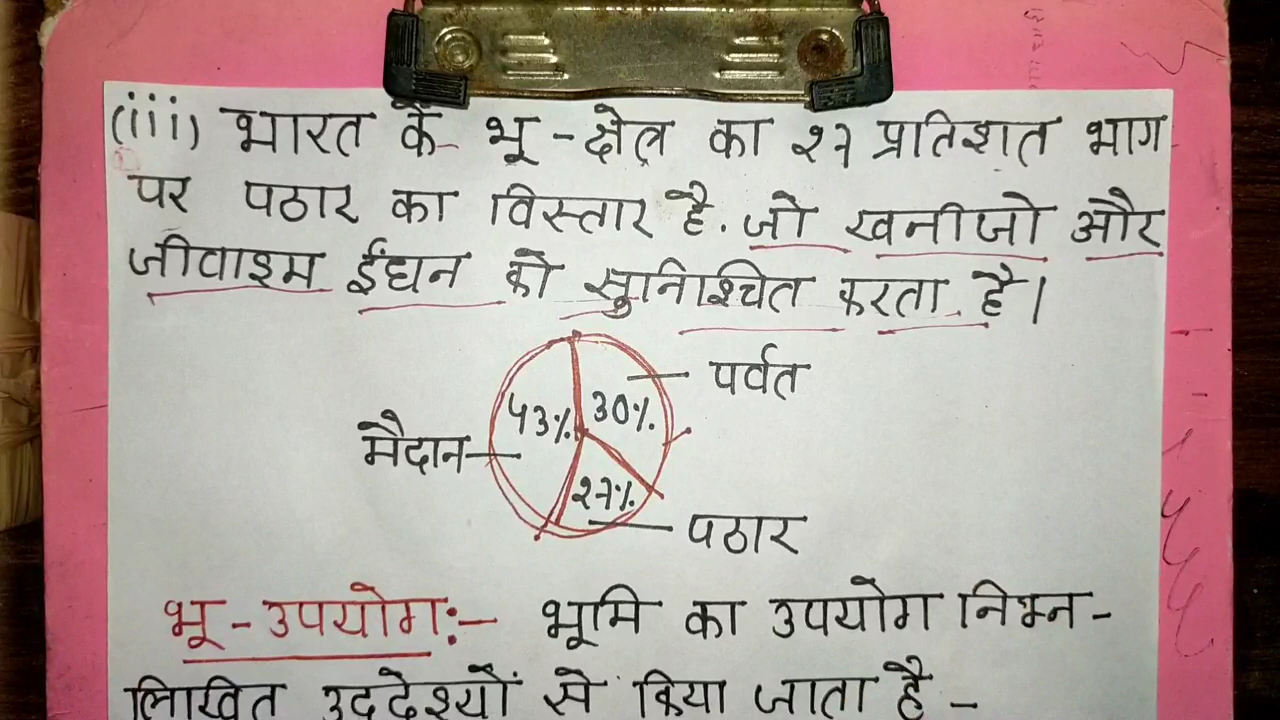 (iii) भारत के भू-क्षेत्र का २७ प्रतिशत भाग
पर पठार का विस्तार है. जो खनीजो और
जीवाश्म ईंधन को सुनिश्चित करता है।
पर्वत
43% 30%
मैदान
२७%
पठार
भू-उपयोग:- भूमि का उपयोग निम्न-
लिखित उद्देश्यों से किया जाता है -